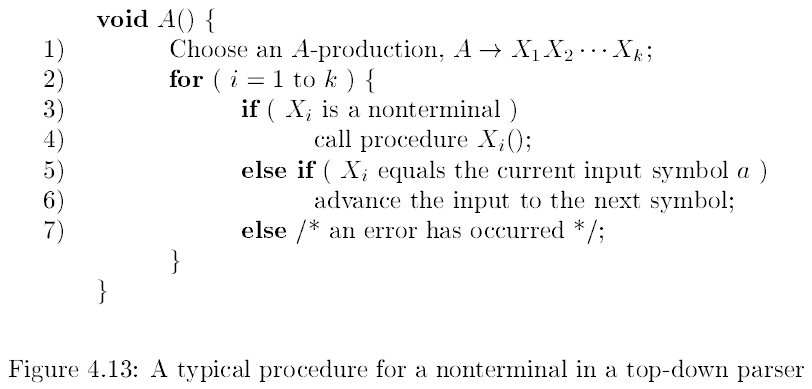 void A() {
1) Choose an A-production, A → X₁X₂ ⋯ Xₖ;
2) for ( i = 1 to k ) {
3) if ( Xᵢ is a nonterminal )
4) call procedure Xᵢ();
5) else if ( Xᵢ equals the current input symbol a )
6) advance the input to the next symbol;
7) else /* an error has occurred */;
}
}
Figure 4.13: A typical procedure for a nonterminal in a top-down parser